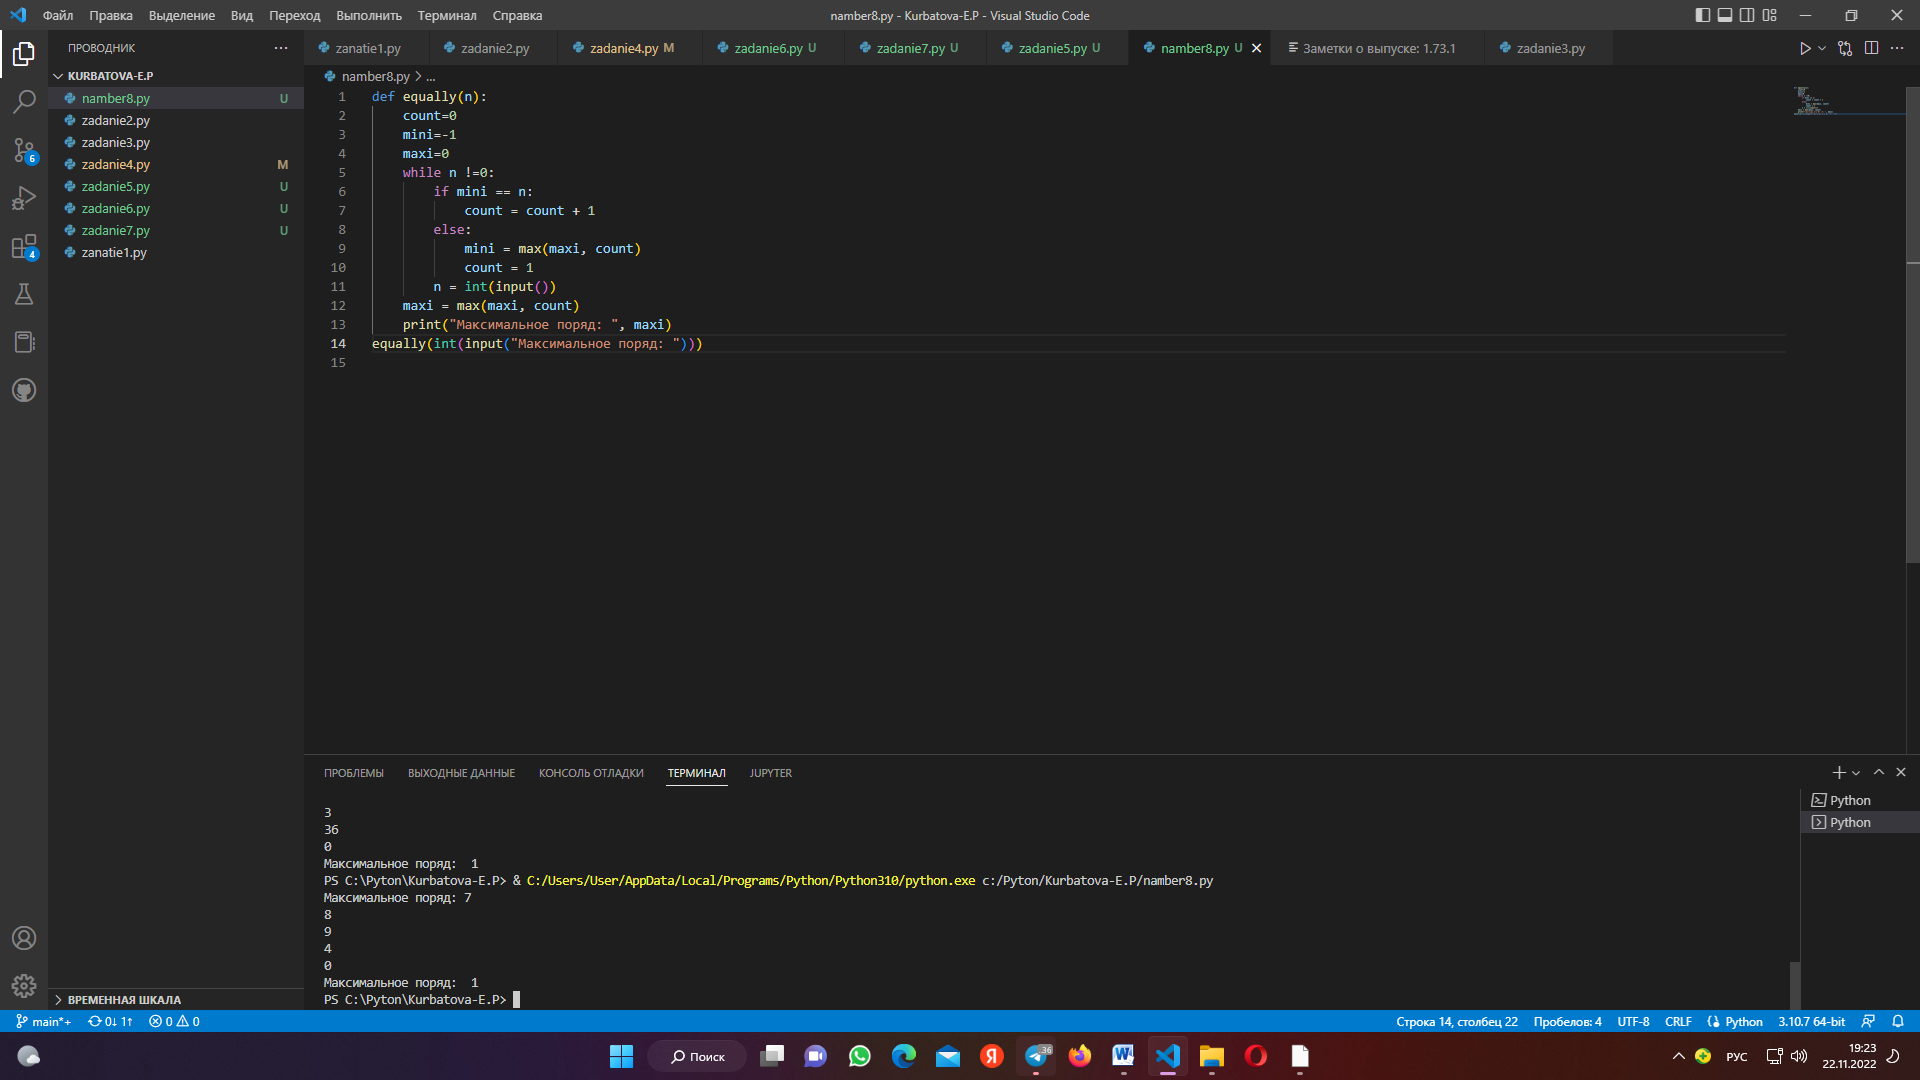 Файл Правка Выделение Вид Переход Выполнить Терминал Справка
namber8.py - Kurbatova-E.P - Visual Studio Code
ПРОВОДНИК
zanatie1.py
zadanie2.py
zadanie4.py M
zadanie6.py U
zadanie7.py U
zadanie5.py U
namber8.py U
Заметки о выпуске: 1.73.1
zadanie3.py
KURBATOVA-E.P
namber8.py U
zadanie2.py
zadanie3.py
zadanie4.py M
zadanie5.py U
zadanie6.py U
zadanie7.py U
zanatie1.py
6
4
namber8.py > ...
1 def equally(n):
2 count=0
3 mini=-1
4 maxi=0
5 while n !=0:
6 if mini == n:
7 count = count + 1
8 else:
9 mini = max(maxi, count)
10 count = 1
11 n = int(input())
12 maxi = max(maxi, count)
13 print("Максимальное поряд: ", maxi)
14 equally(int(input("Максимальное поряд: ")))
15
ПРОБЛЕМЫ ВЫХОДНЫЕ ДАННЫЕ КОНСОЛЬ ОТЛАДКИ ТЕРМИНАЛ JUPYTER
3
36
0
Максимальное поряд:  1
PS C:\Pyton\Kurbatova-E.P> & C:/Users/User/AppData/Local/Programs/Python/Python310/python.exe c:/Pyton/Kurbatova-E.P/namber8.py
Максимальное поряд: 7
8
9
4
0
Максимальное поряд:  1
PS C:\Pyton\Kurbatova-E.P>
Python
Python
ВРЕМЕННАЯ ШКАЛА
main*+ 0↓ 1↑ 0 0
Строка 14, столбец 22 Пробелов: 4 UTF-8 CRLF Python 3.10.7 64-bit
Поиск
Я
36
W
РУС
19:23
22.11.2022